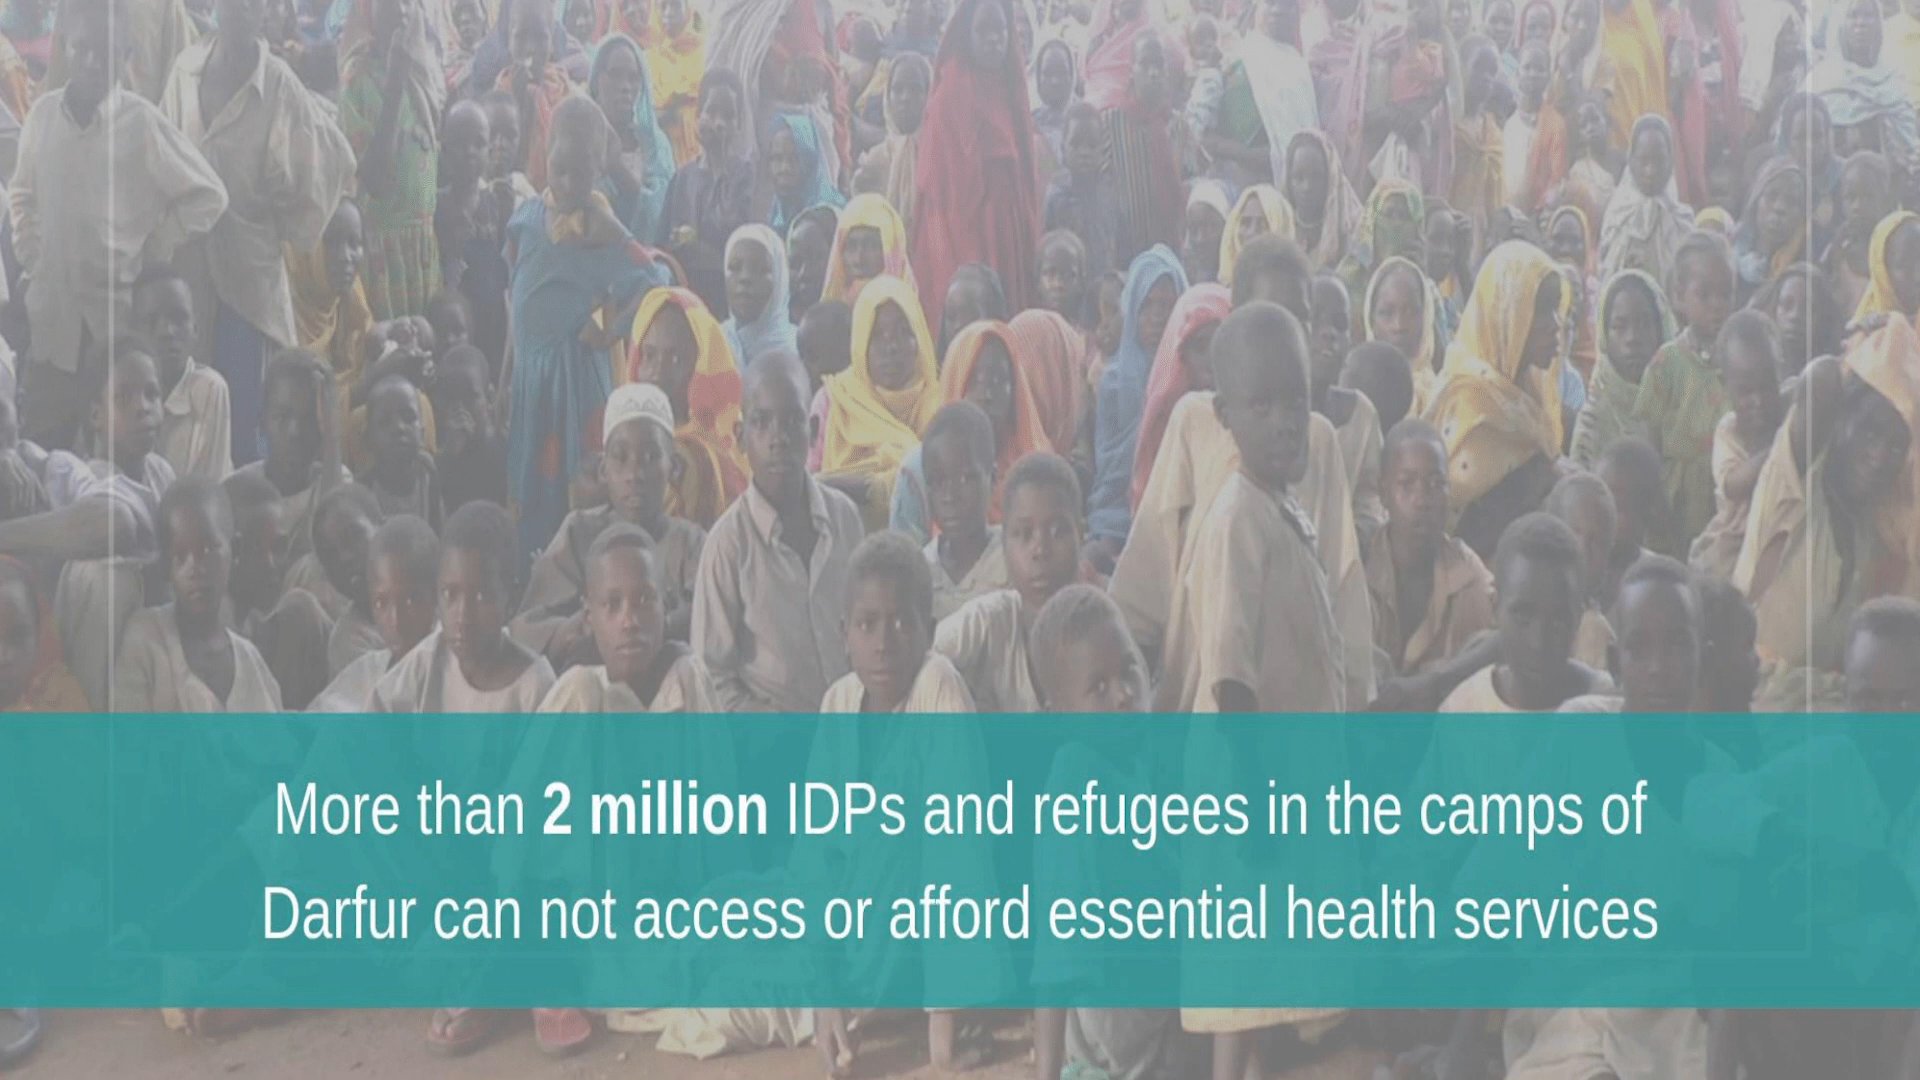 More than 2 million IDPs and refugees in the camps of
Darfur can not access or afford essential health services